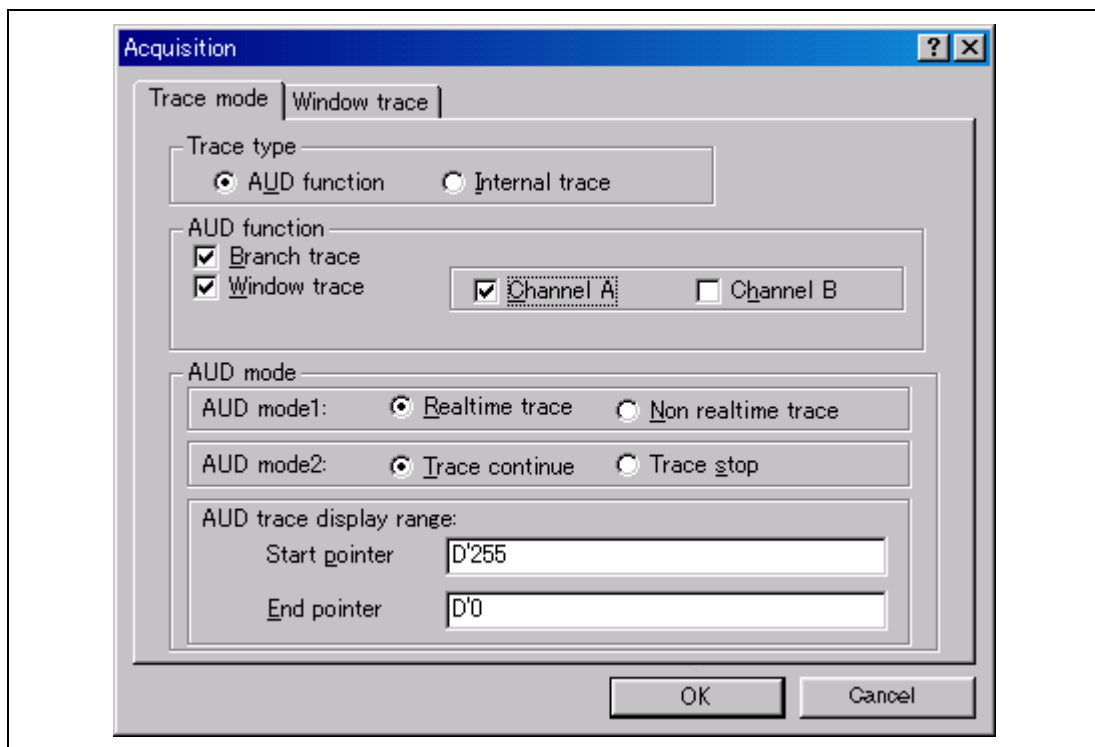 Acquisition
Trace mode Window trace
Trace type
AUD function Internal trace
AUD function
Branch trace
Window trace Channel A Channel B
AUD mode
AUD mode1: Realtime trace Non realtime trace
AUD mode2: Trace continue Trace stop
AUD trace display range:
Start pointer D'255
End pointer D'0
OK Cancel